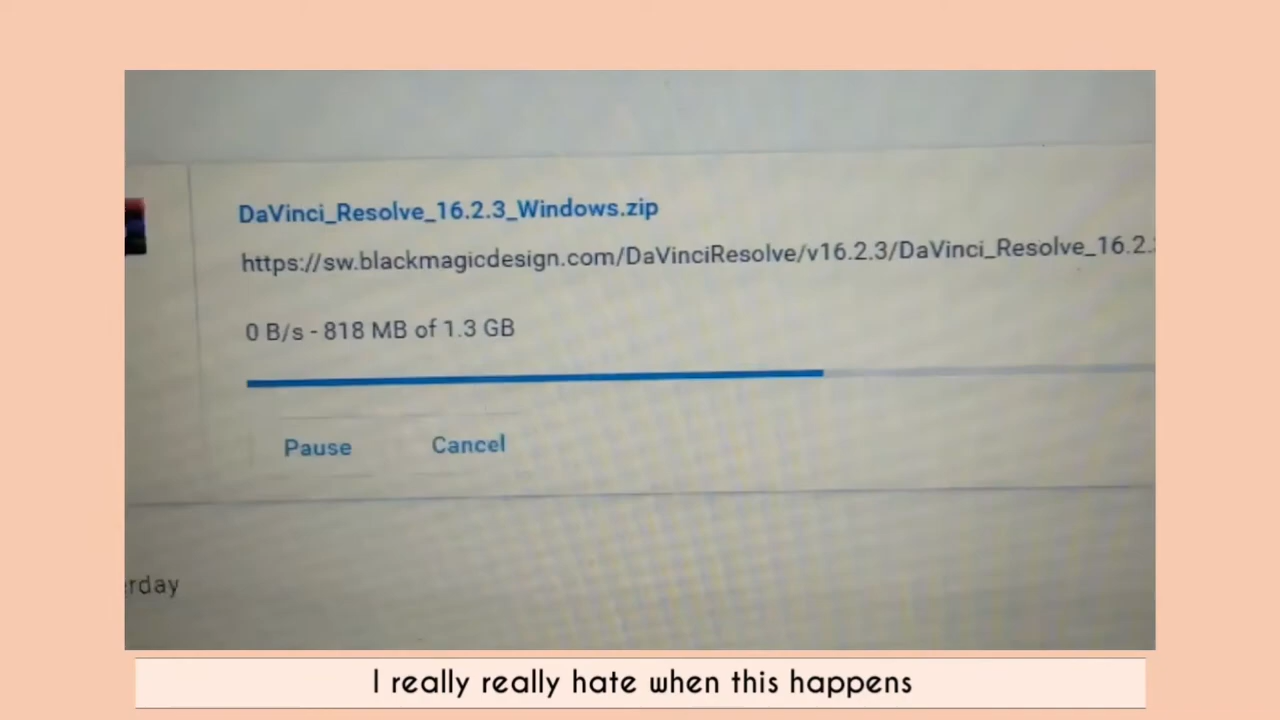 DaVinci_Resolve_16.2.3_Windows.zip
https://sw.blackmagicdesign.com/DaVinciResolve/v16.2.3/DaVinci_Resolve_16.2.
0 B/s - 818 MB of 1.3 GB
Pause Cancel
erday
I really really hate when this happens